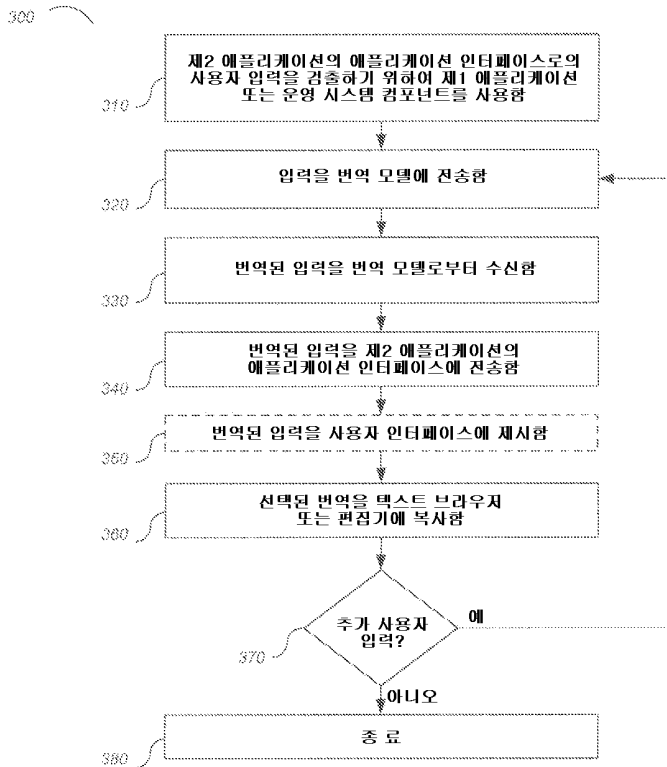 300
제2 애플리케이션의 애플리케이션 인터페이스로의
사용자 입력을 검출하기 위하여 제1 애플리케이션
또는 운영 시스템 컴포넌트를 사용함
310
입력을 번역 모델에 전송함
320
번역된 입력을 번역 모델로부터 수신함
330
번역된 입력을 제2 애플리케이션의
애플리케이션 인터페이스에 전송함
340
번역된 입력을 사용자 인터페이스에 제시함
350
선택된 번역을 텍스트 브라우저
또는 편집기에 복사함
360
추가 사용자
입력?
예
370
아니오
종 료
380